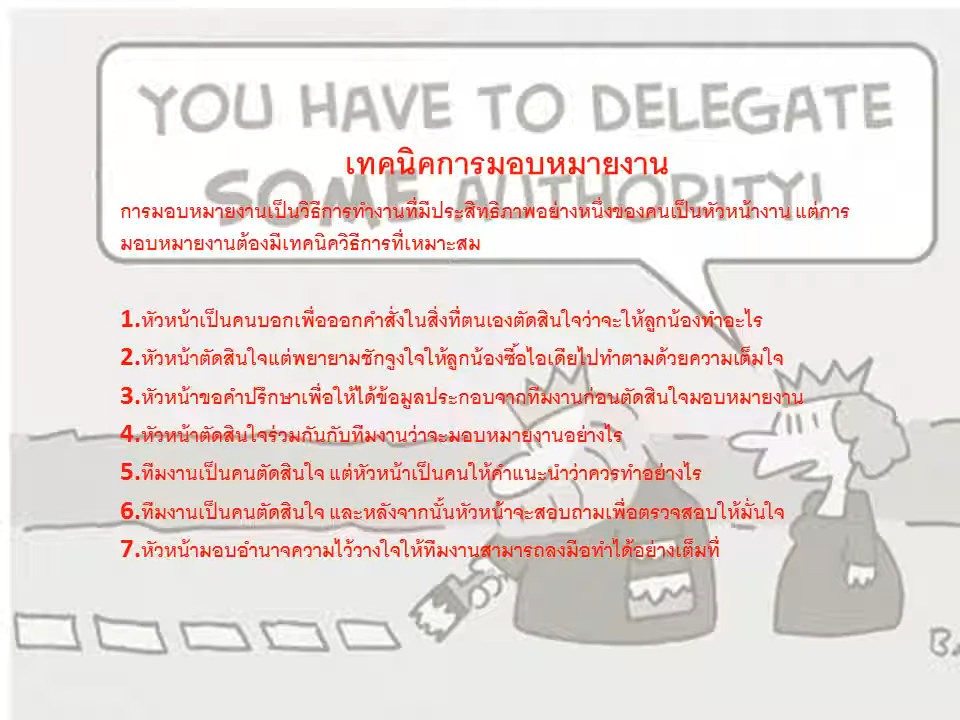 YOU HAVE TO DELEGATE
SOME AUTHORITY!
เทคนิคการมอบหมายงาน
การมอบหมายงานเป็นวิธีการทำงานที่มีประสิทธิภาพอย่างหนึ่งของคนเป็นหัวหน้างาน แต่การ
มอบหมายงานต้องมีเทคนิควิธีการที่เหมาะสม
1.หัวหน้าเป็นคนบอกเพื่อออกคำสั่งในสิ่งที่ตนเองตัดสินใจว่าจะให้ลูกน้องทำอะไร
2.หัวหน้าตัดสินใจแต่พยายามชักจูงใจให้ลูกน้องซื้อไอเดียไปทำตามด้วยความเต็มใจ
3.หัวหน้าขอคำปรึกษาเพื่อให้ได้ข้อมูลประกอบจากทีมงานก่อนตัดสินใจมอบหมายงาน
4.หัวหน้าตัดสินใจร่วมกันกับทีมงานว่าจะมอบหมายงานอย่างไร
5.ทีมงานเป็นคนตัดสินใจ แต่หัวหน้าเป็นคนให้คำแนะนำว่าควรทำอย่างไร
6.ทีมงานเป็นคนตัดสินใจ และหลังจากนั้นหัวหน้าจะสอบถามเพื่อตรวจสอบให้มั่นใจ
7.หัวหน้ามอบอำนาจความไว้วางใจให้ทีมงานสามารถลงมือทำได้อย่างเต็มที่